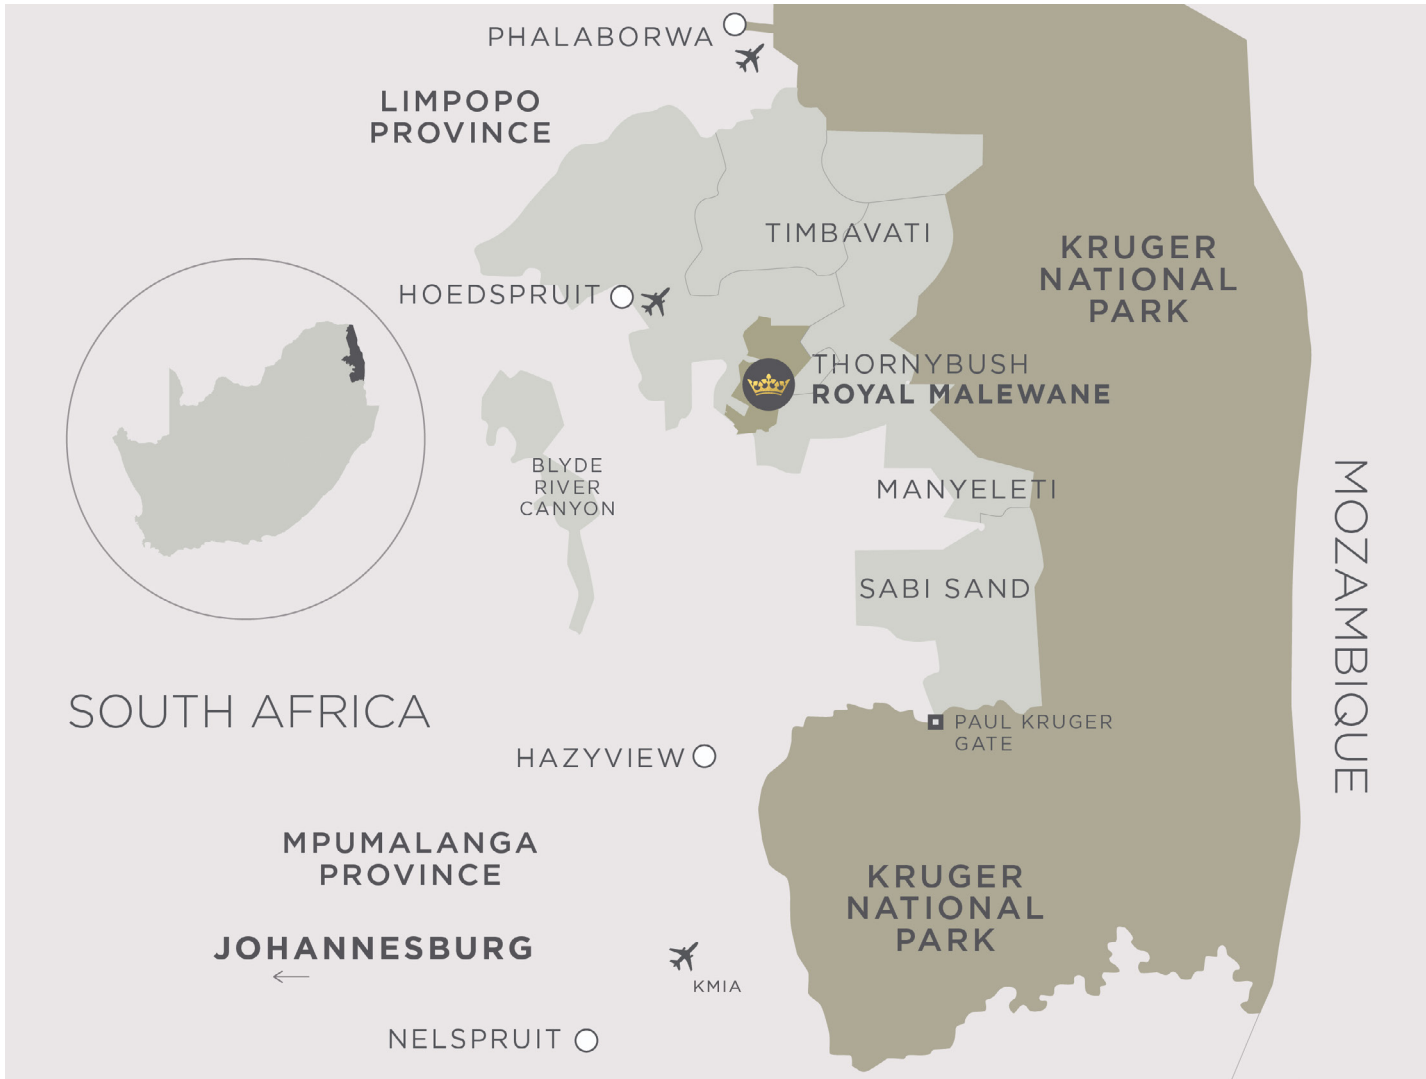 PHALABORWA
LIMPOPO
PROVINCE
TIMBAVATI
KRUGER
NATIONAL
PARK
HOEDSPRUIT
THORNYBUSH
ROYAL MALEWANE
BLYDE
RIVER
CANYON
MANYELETI
MOZAMBIQUE
SABI SAND
SOUTH AFRICA
PAUL KRUGER
GATE
HAZYVIEW
MPUMALANGA
PROVINCE
KRUGER
NATIONAL
PARK
JOHANNESBURG
KMIA
NELSPRUIT